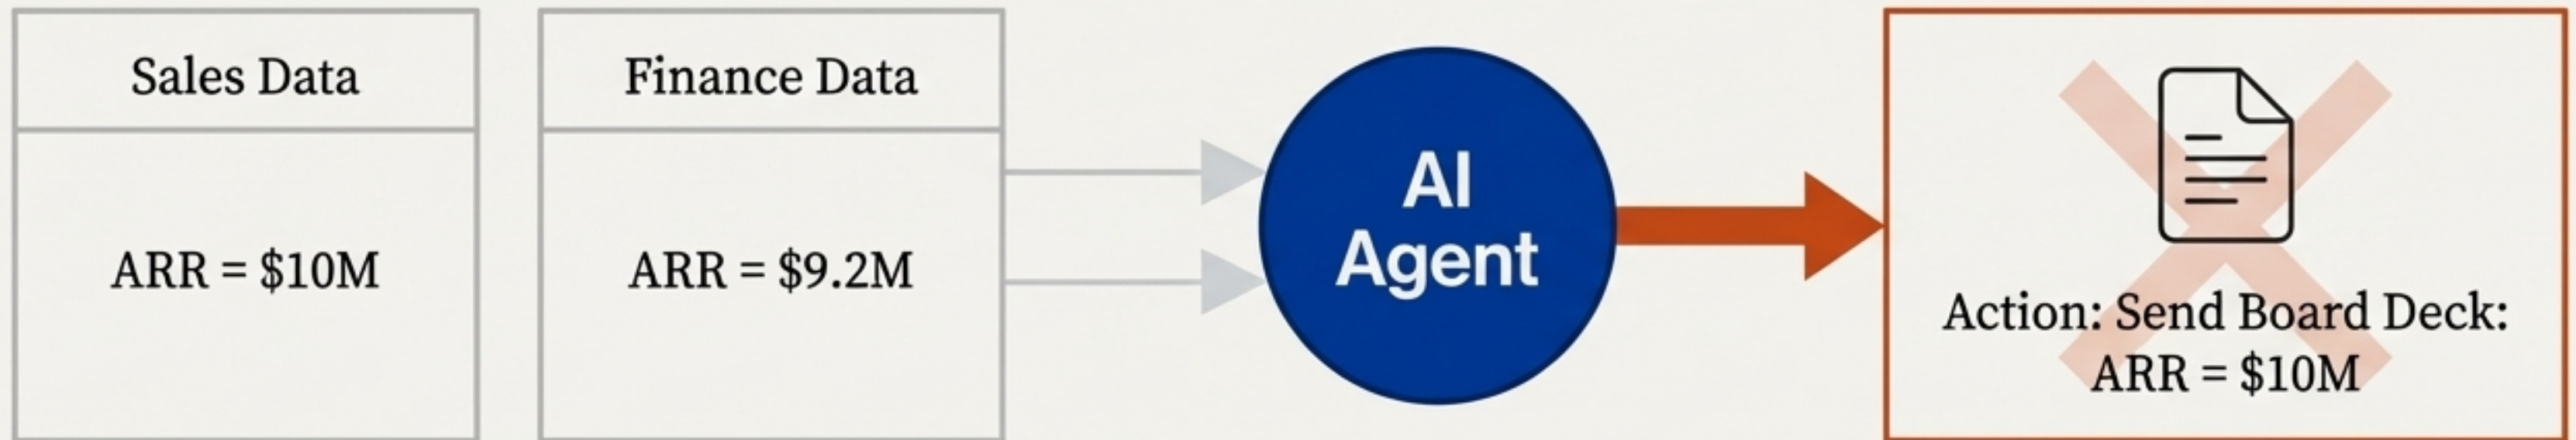 Sales Data
ARR = $10M
Finance Data
ARR = $9.2M
AI
Agent
Action: Send Board Deck:
ARR = $10M